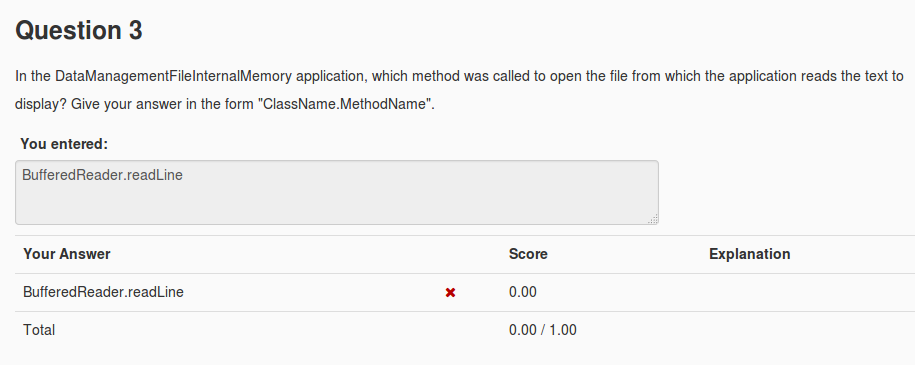 Question 3
In the DataManagementFileInternalMemory application, which method was called to open the file from which the application reads the text to
display? Give your answer in the form "ClassName.MethodName".
You entered:
BufferedReader.readLine
Your Answer Score Explanation
BufferedReader.readLine ✖ 0.00
Total 0.00 / 1.00